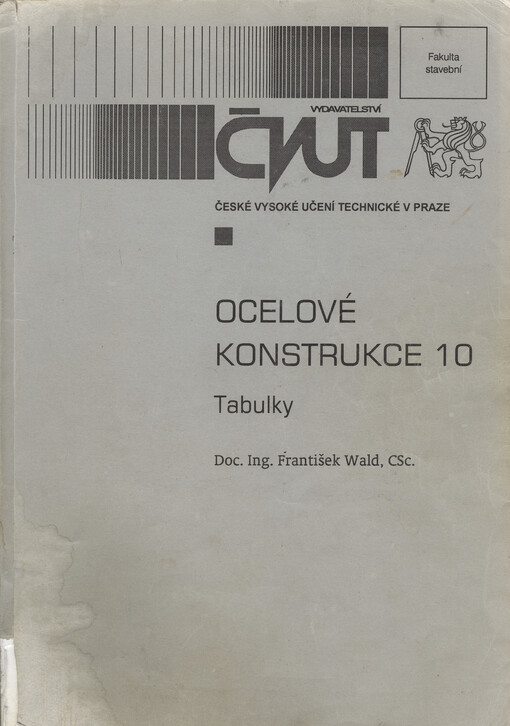 Fakulta
stavební
VYDAVATELSTVÍ
ČVUT
ČESKÉ VYSOKÉ UČENÍ TECHNICKÉ V PRAZE
OCELOVÉ
KONSTRUKCE 10
Tabulky
Doc. Ing. František Wald, CSc.